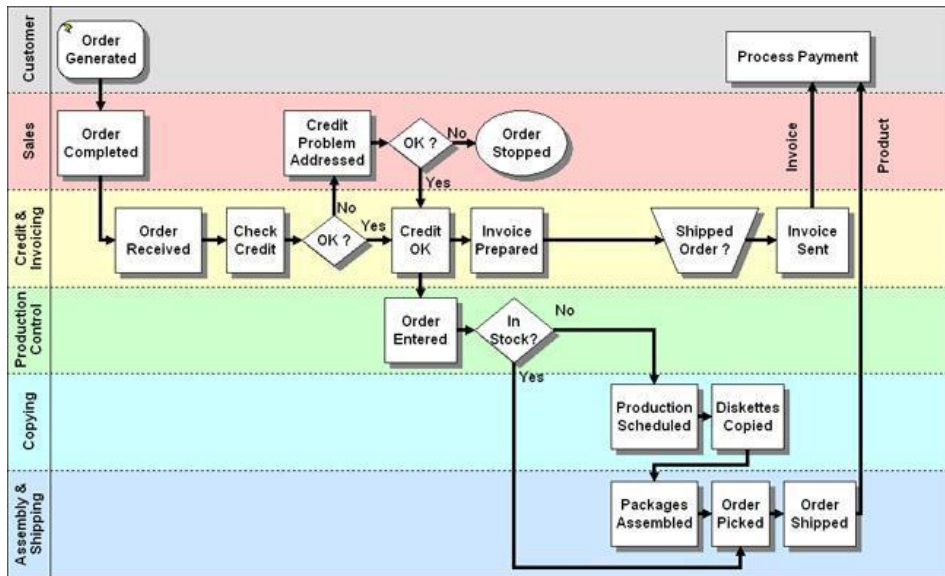 Customer
Order
Generated
Process Payment
Sales
Order
Completed
Credit
Problem
Addressed
OK ?
No
Order
Stopped
Yes
Invoice
Product
Credit &
Invoicing
Order
Received
Check
Credit
OK ?
No
Yes
Credit
OK
Invoice
Prepared
Shipped
Order ?
Invoice
Sent
Production
Control
Order
Entered
In
Stock?
No
Yes
Copying
Production
Scheduled
Diskettes
Copied
Assembly &
Shipping
Packages
Assembled
Order
Picked
Order
Shipped